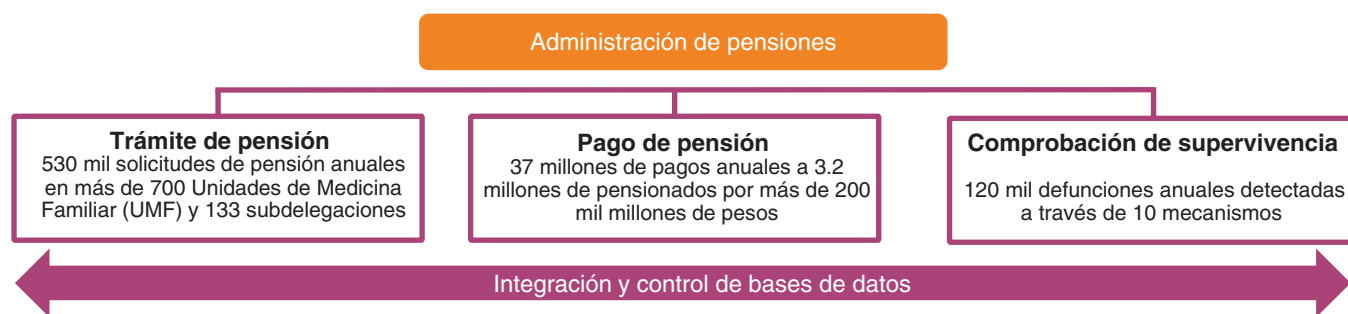 Administración de pensiones
Trámite de pensión
530 mil solicitudes de pensión anuales
en más de 700 Unidades de Medicina
Familiar (UMF) y 133 subdelegaciones
Pago de pensión
37 millones de pagos anuales a 3.2
millones de pensionados por más de 200
mil millones de pesos
Comprobación de supervivencia
120 mil defunciones anuales detectadas
a través de 10 mecanismos
Integración y control de bases de datos